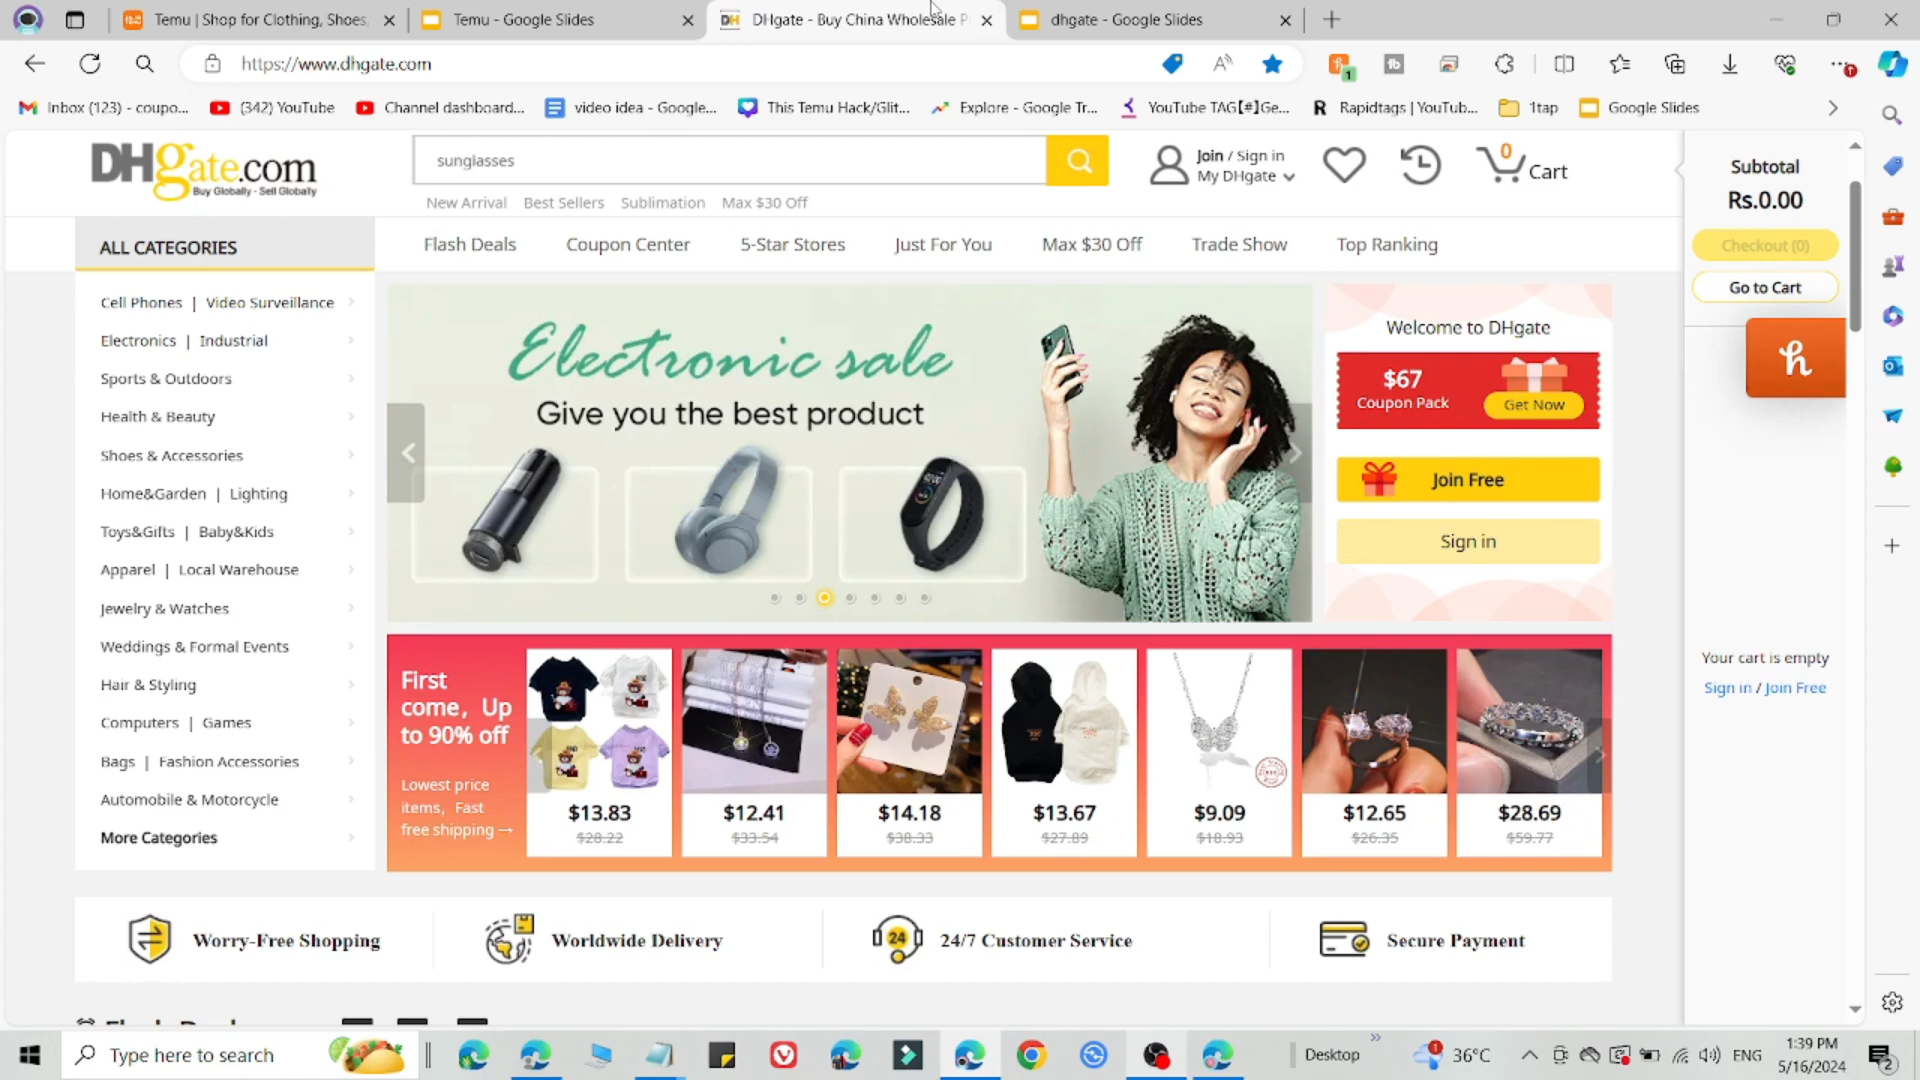 Temu | Shop for Clothing, Shoes,
Temu - Google Slides
DHgate - Buy China Wholesale P
dhgate - Google Slides
https://www.dhgate.com
1
Inbox (123) - coupo...
(342) YouTube
Channel dashboard...
video idea - Google...
This Temu Hack/Glit...
Explore - Google Tr...
YouTube TAG【#】Ge...
Rapidtags | YouTub...
1tap
Google Slides
DHgate.com
Buy Globally - Sell Globally
sunglasses
Join / Sign in
My DHgate
0
Cart
New Arrival
Best Sellers
Sublimation
Max $30 Off
ALL CATEGORIES
Flash Deals
Coupon Center
5-Star Stores
Just For You
Max $30 Off
Trade Show
Top Ranking
Subtotal
Rs.0.00
Checkout (0)
Go to Cart
Your cart is empty
Sign in / Join Free
Cell Phones | Video Surveillance
Electronics | Industrial
Sports & Outdoors
Health & Beauty
Shoes & Accessories
Home&Garden | Lighting
Toys&Gifts | Baby&Kids
Apparel | Local Warehouse
Jewelry & Watches
Weddings & Formal Events
Hair & Styling
Computers | Games
Bags | Fashion Accessories
Automobile & Motorcycle
More Categories
Electronic sale
Give you the best product
Welcome to DHgate
$67
Coupon Pack
Get Now
Join Free
Sign in
First
come, Up
to 90% off
Lowest price
items, Fast
free shipping →
$13.83
$28.22
$12.41
$33.54
$14.18
$38.33
$13.67
$27.89
$9.09
$18.93
$12.65
$26.35
$28.69
$59.77
Worry-Free Shopping
Worldwide Delivery
24
24/7 Customer Service
Secure Payment
Type here to search
Desktop
36°C
ENG
1:39 PM
5/16/2024
2